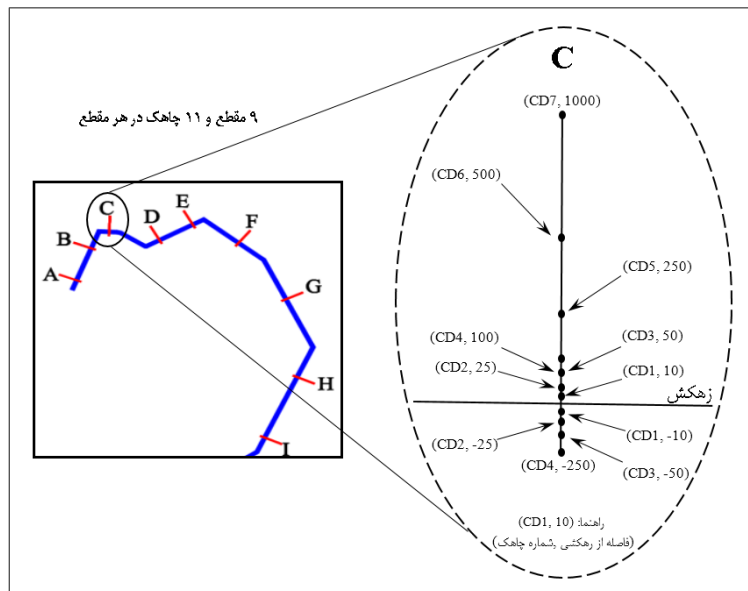 ۹ مقطع و ۱۱ چاهک در هر مقطع
A
B
C
D
E
F
G
H
I
C
(CD7, 1000)
(CD6, 500)
(CD5, 250)
(CD4, 100)
(CD3, 50)
(CD2, 25)
(CD1, 10)
زهکش
(CD1, -10)
(CD2, -25)
(CD3, -50)
(CD4, -250)
راهنما: (CD1, 10)
(فاصله از رهکشی ,شماره چاهک)